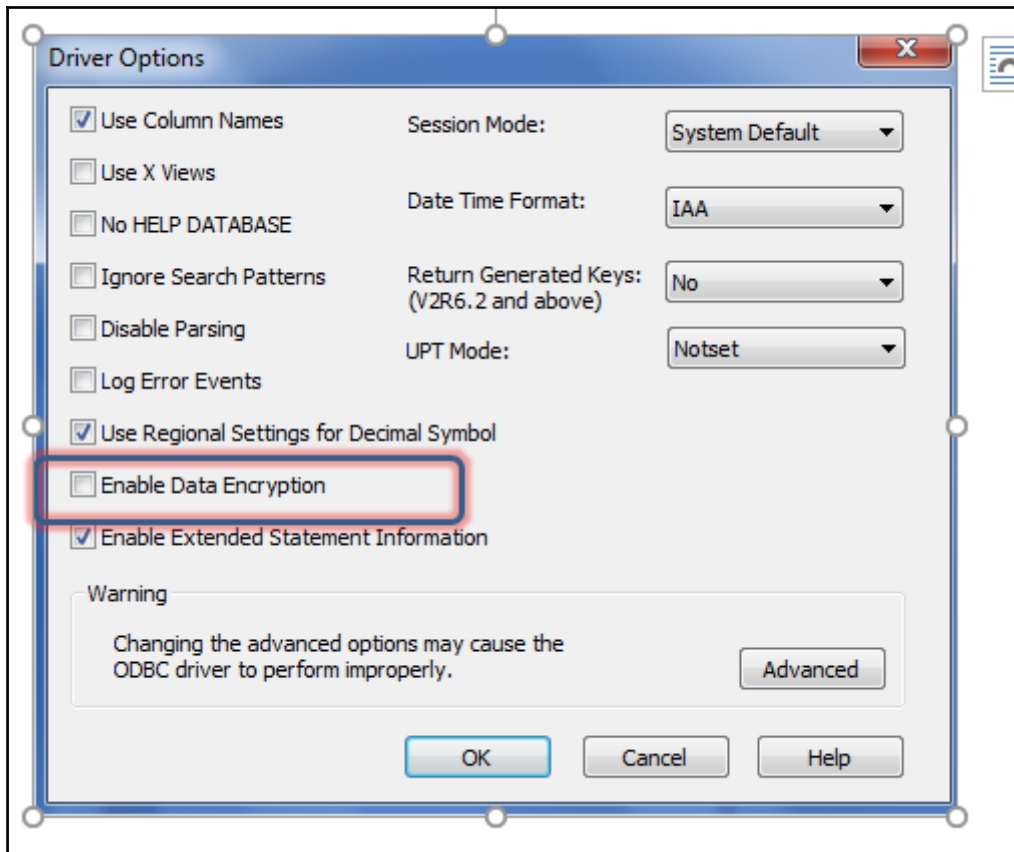 Driver Options
Use Column Names
Use X Views
No HELP DATABASE
Ignore Search Patterns
Disable Parsing
Log Error Events
Use Regional Settings for Decimal Symbol
Enable Data Encryption
Enable Extended Statement Information
Session Mode:
System Default
Date Time Format:
IAA
Return Generated Keys:
(V2R6.2 and above)
No
UPT Mode:
Notset
Warning
Changing the advanced options may cause the
ODBC driver to perform improperly.
Advanced
OK
Cancel
Help